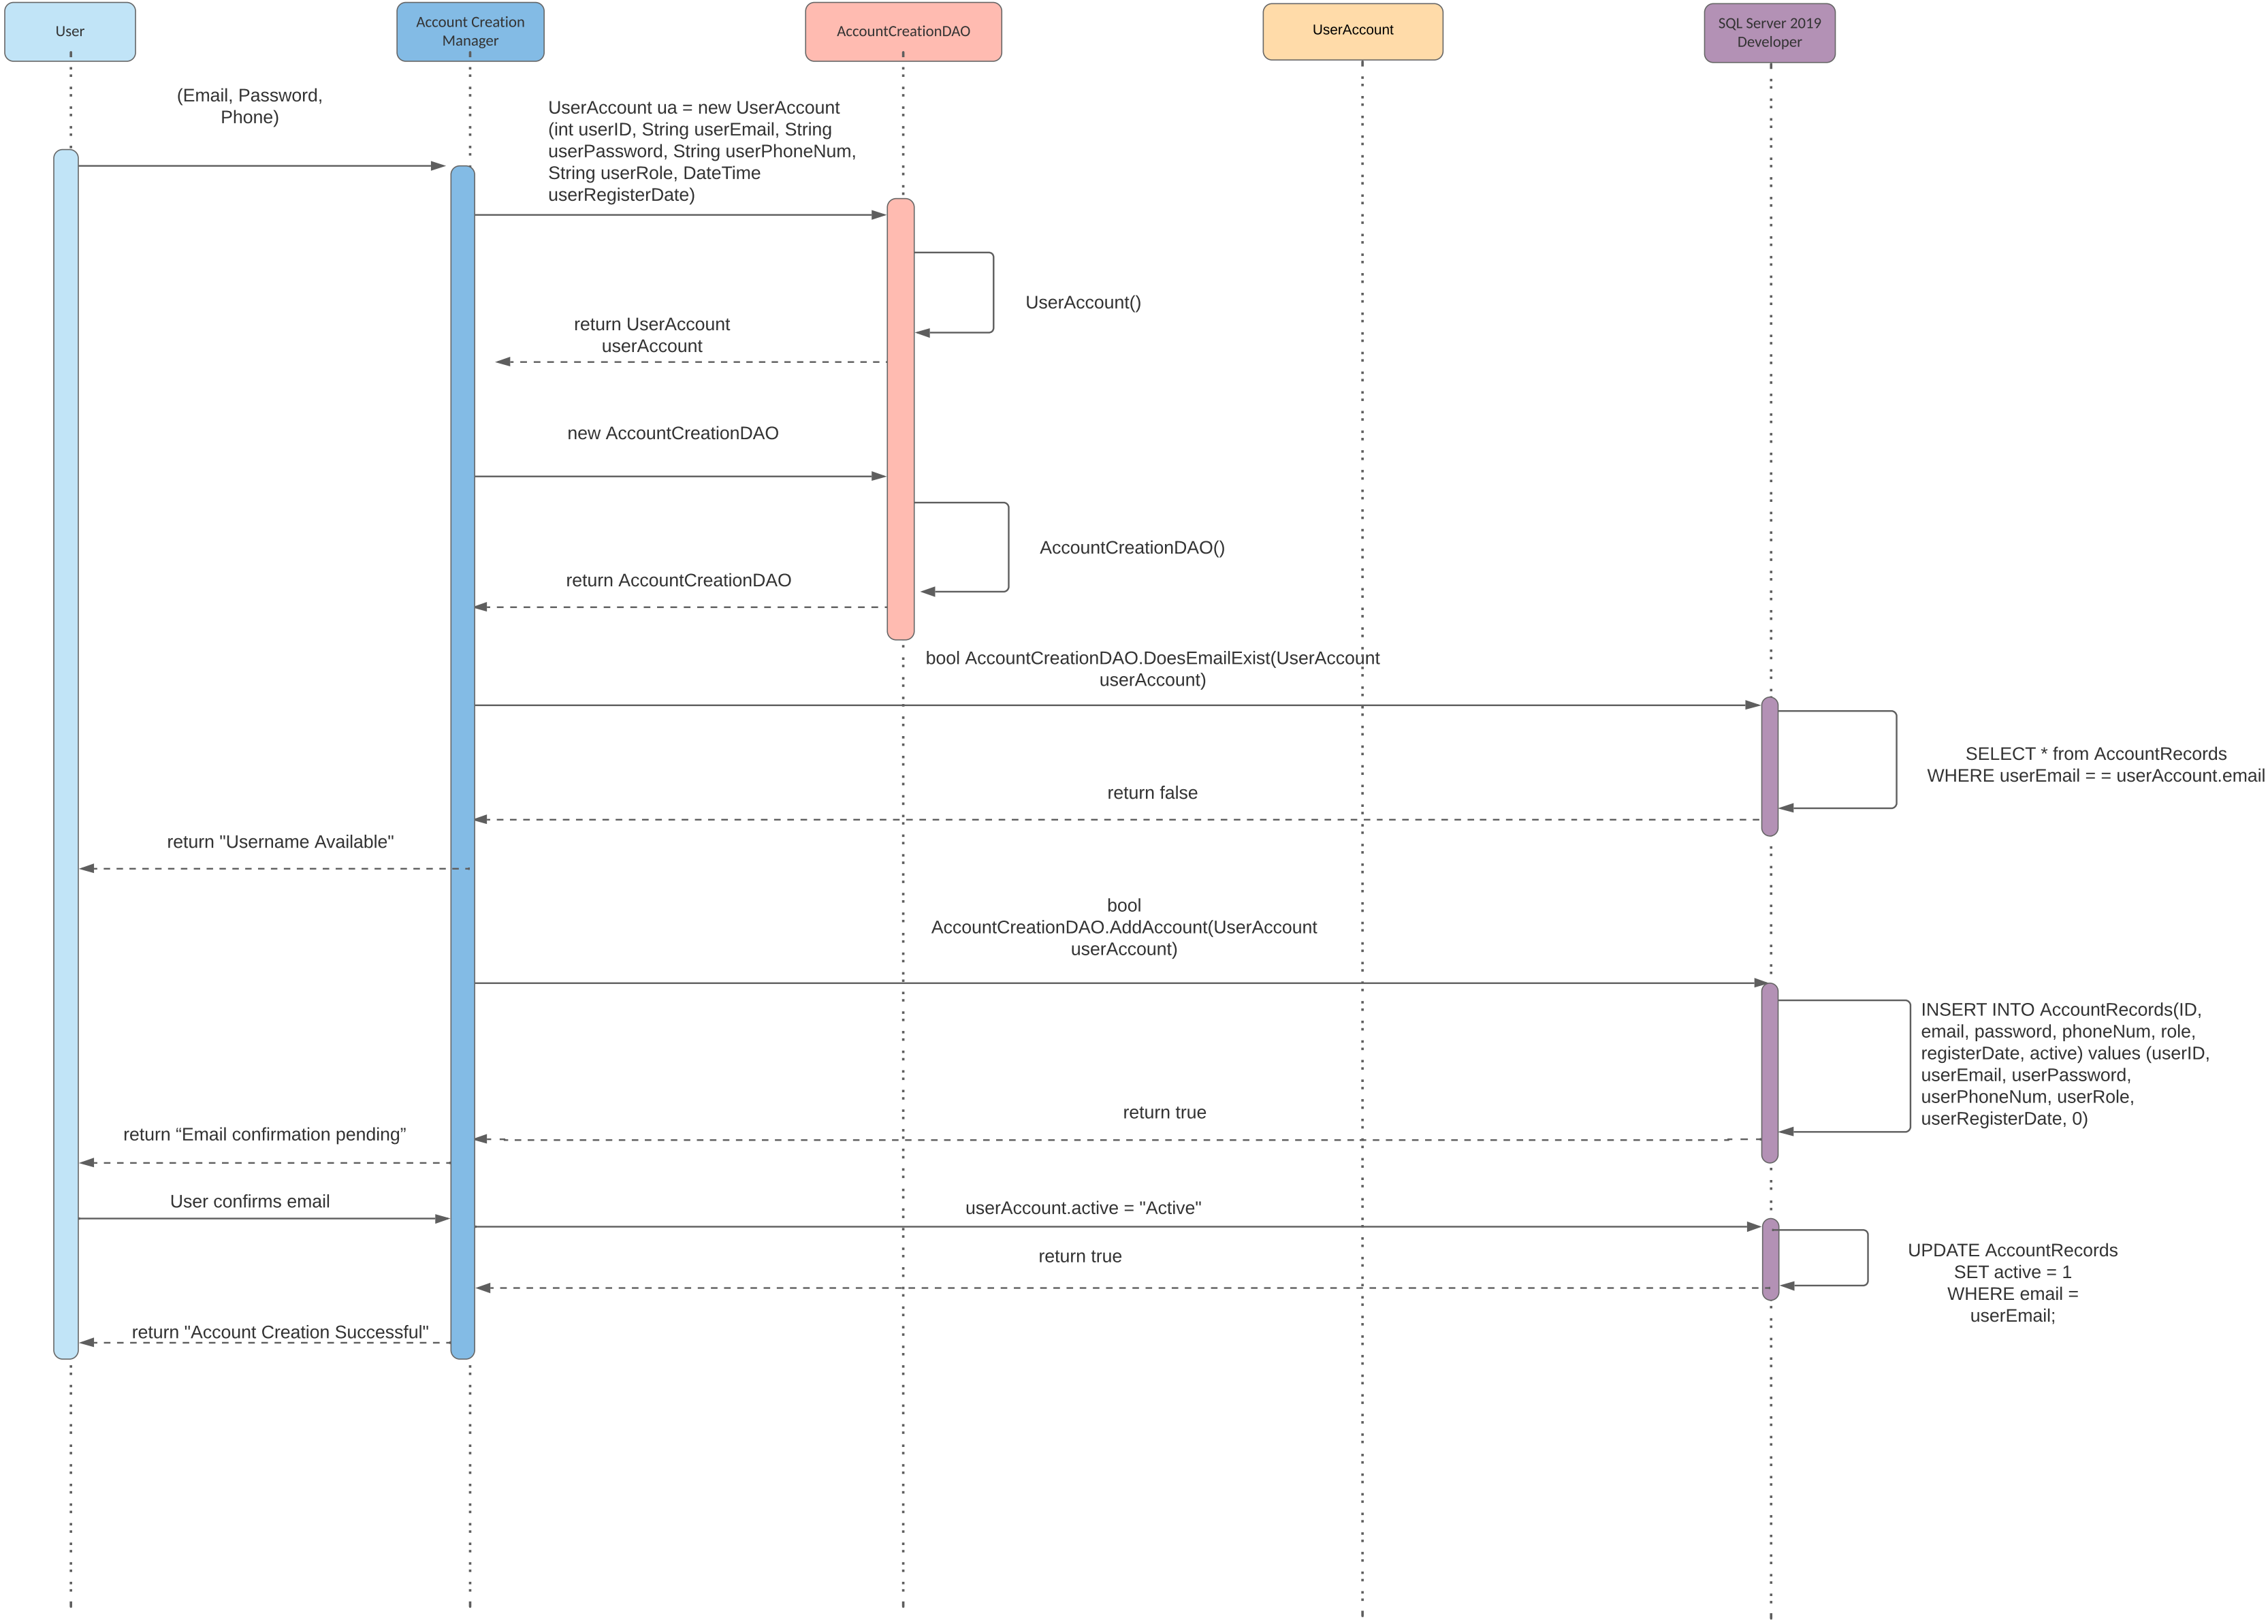 User
Account Creation
Manager
AccountCreationDAO
UserAccount
SQL Server 2019
Developer
(Email, Password,
Phone)
UserAccount ua = new UserAccount
(int userID, String userEmail, String
userPassword, String userPhoneNum,
String userRole, DateTime
userRegisterDate)
UserAccount()
return UserAccount
userAccount
new AccountCreationDAO
AccountCreationDAO()
return AccountCreationDAO
bool AccountCreationDAO.DoesEmailExist(UserAccount
userAccount)
SELECT * from AccountRecords
WHERE userEmail = = userAccount.email
return false
return "Username Available"
bool
AccountCreationDAO.AddAccount(UserAccount
userAccount)
INSERT INTO AccountRecords(ID,
email, password, phoneNum, role,
registerDate, active) values (userID,
userEmail, userPassword,
userPhoneNum, userRole,
userRegisterDate, 0)
return true
return “Email confirmation pending”
User confirms email
userAccount.active = "Active"
return true
UPDATE AccountRecords
SET active = 1
WHERE email =
userEmail;
return "Account Creation Successful"